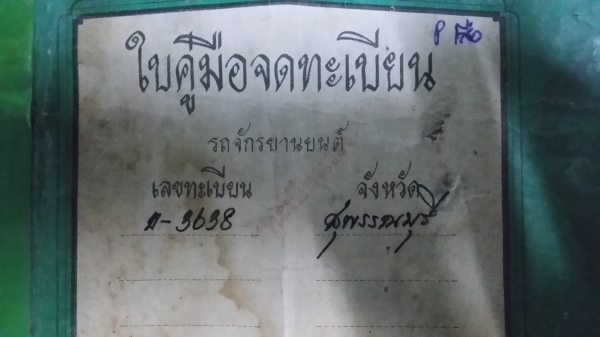 ใบคู่มือจดทะเบียน
รถจักรยานยนต์
เลขทะเบียน จังหวัด
-3638 สุพรรณบุรี